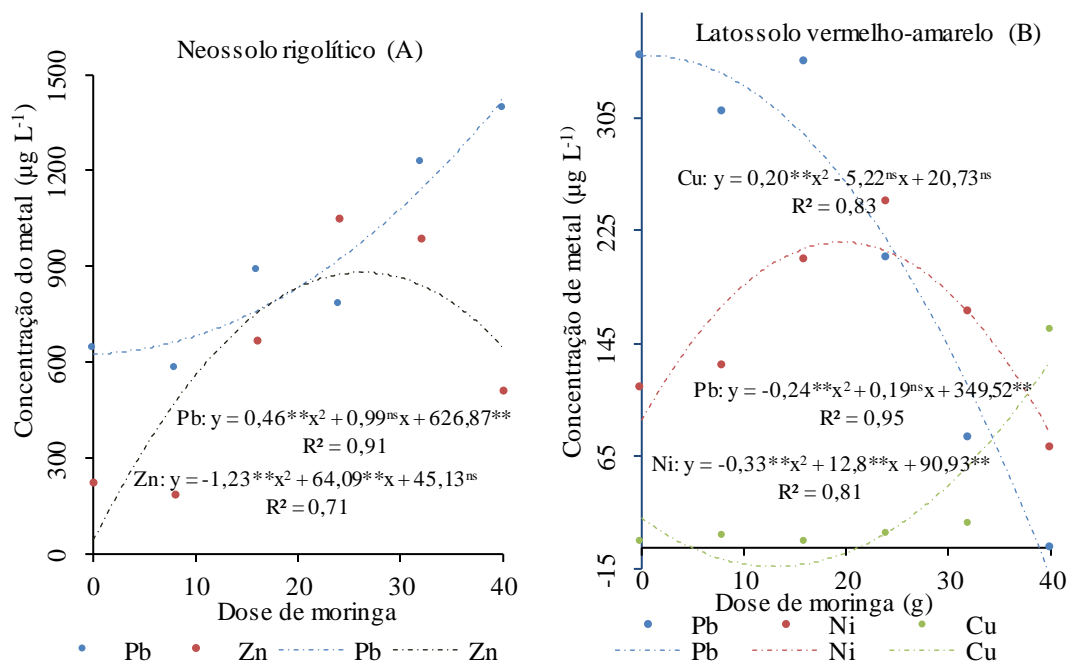 Neossolo rigolítico (A)
Concentração do metal (µg L⁻¹)
1500
1200
900
600
300
0
Pb: y = 0,46**x² + 0,99ⁿˢx + 626,87**
R² = 0,91
Zn: y = -1,23**x² + 64,09**x + 45,13ⁿˢ
R² = 0,71
0 10 20 30 40
Dose de moringa
Pb Zn Pb Zn
Latossolo vermelho-amarelo (B)
Concentração de metal (µg L⁻¹)
305
225
145
65
-15
Cu: y = 0,20**x² - 5,22ⁿˢx + 20,73ⁿˢ
R² = 0,83
Pb: y = -0,24**x² + 0,19ⁿˢx + 349,52**
R² = 0,95
Ni: y = -0,33**x² + 12,8**x + 90,93**
R² = 0,81
0 10 20 30 40
Dose de moringa (g)
Pb Ni Cu
Pb Ni Cu